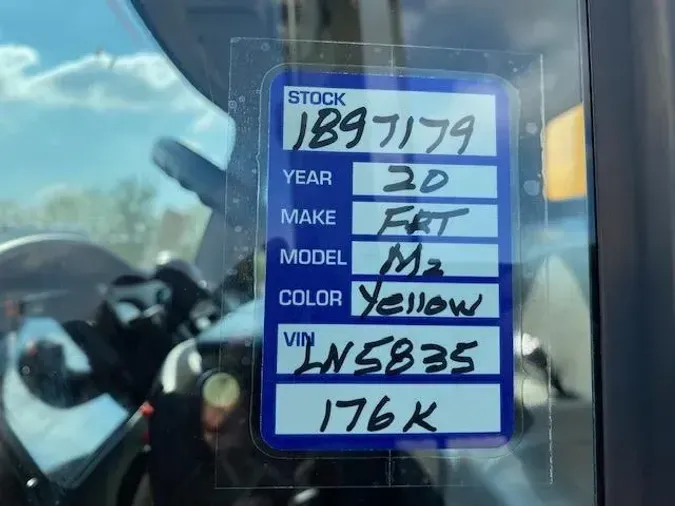 STOCK
1897179
YEAR 20
MAKE FRT
MODEL M2
COLOR Yellow
VIN
LN5835
176K